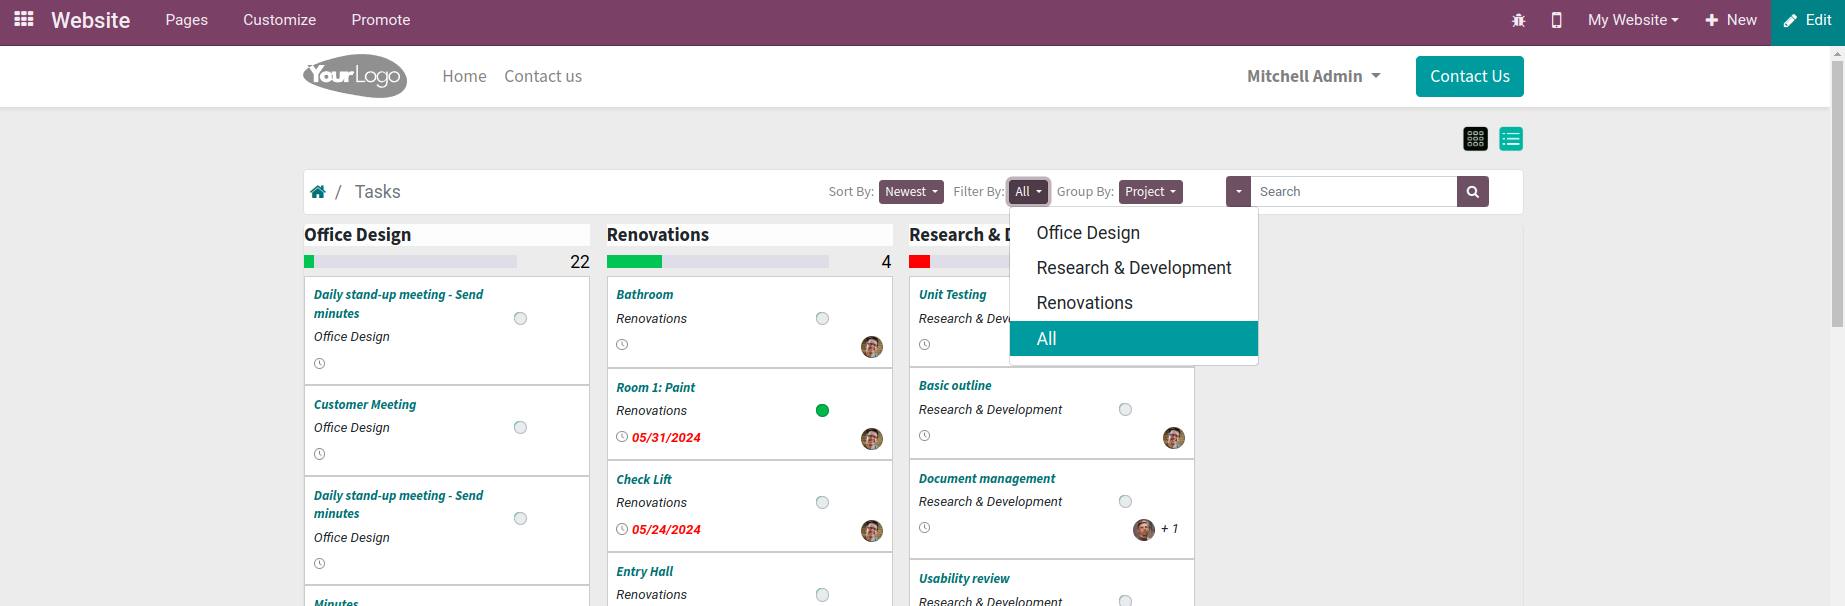 Website Pages Customize Promote My Website New Edit
YourLogo Home Contact us Mitchell Admin Contact Us
/ Tasks Sort By: Newest Filter By: All Group By: Project Search
Office Design
Research & Development
Renovations
All
Office Design
22
Daily stand-up meeting - Send
minutes
Office Design
Customer Meeting
Office Design
Daily stand-up meeting - Send
minutes
Office Design
Minutes
Renovations
4
Bathroom
Renovations
Room 1: Paint
Renovations
05/31/2024
Check Lift
Renovations
05/24/2024
Entry Hall
Renovations
Research & D
Unit Testing
Research & Dev
Basic outline
Research & Development
Document management
Research & Development
+ 1
Usability review
Research & Development